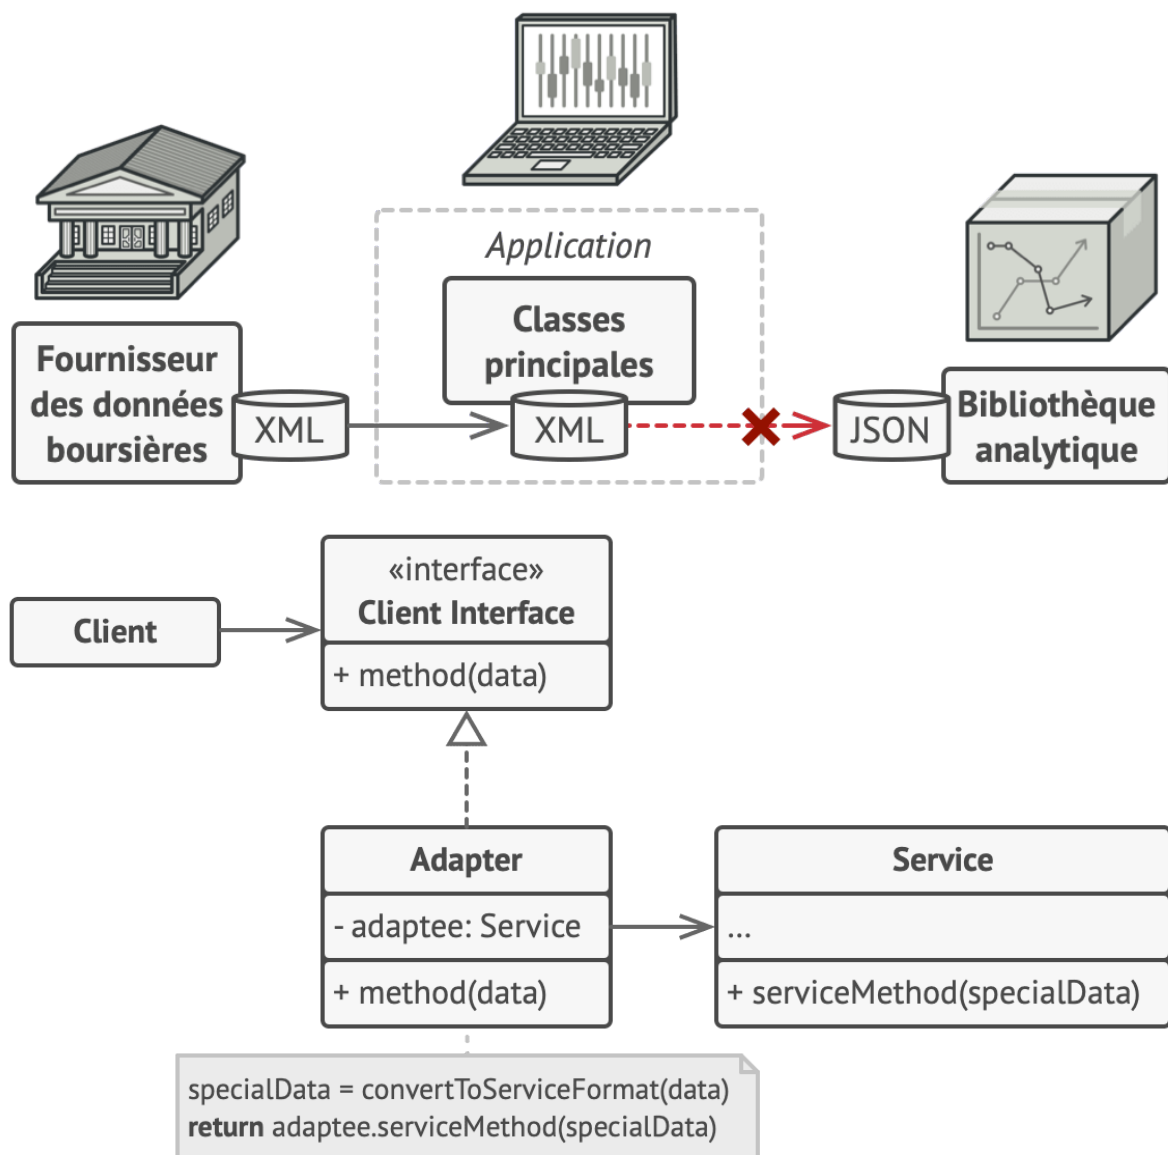 Application
Classes
principales
Fournisseur
des données
boursières
XML
XML
JSON
Bibliothèque
analytique
«interface»
Client Interface
Client
+ method(data)
Adapter
- adaptee: Service
+ method(data)
Service
...
+ serviceMethod(specialData)
specialData = convertToServiceFormat(data)
return adaptee.serviceMethod(specialData)